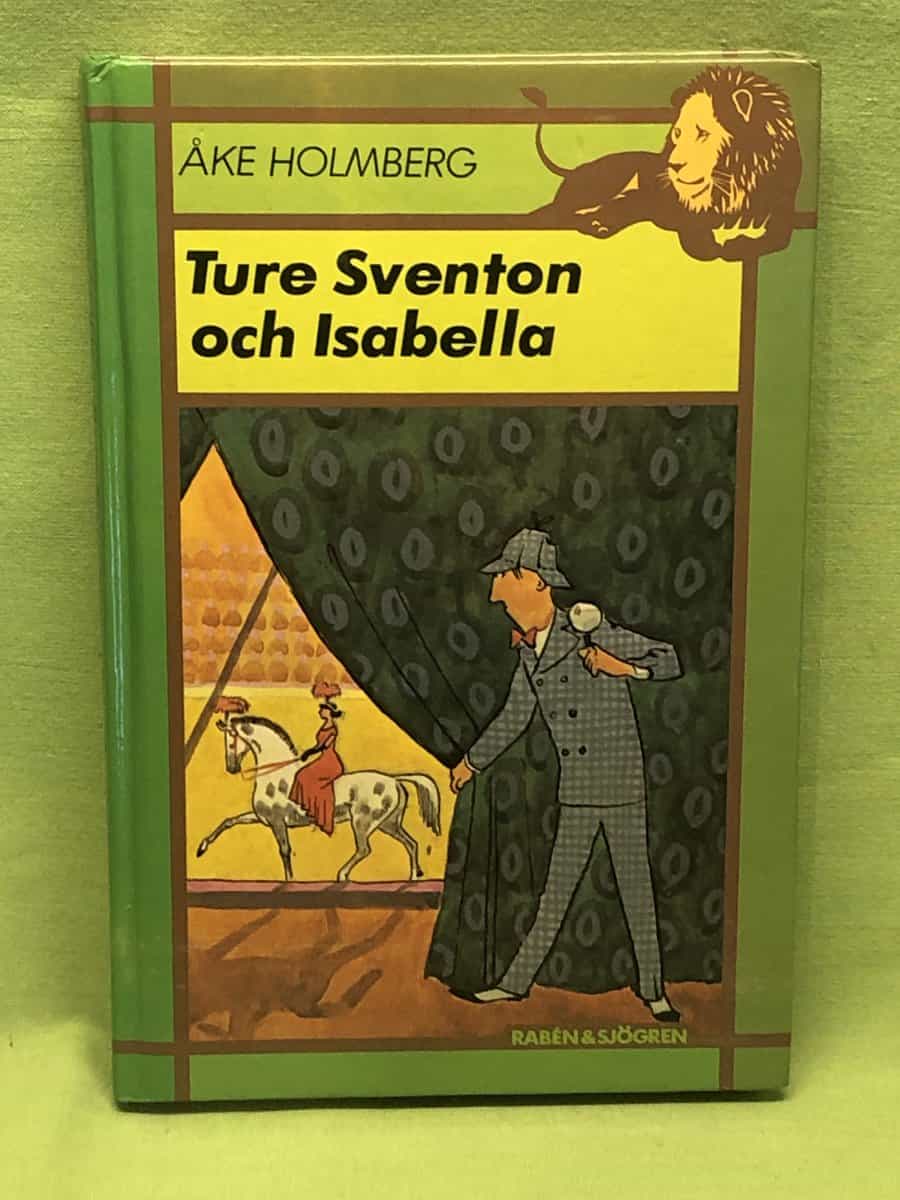 ÅKE HOLMBERG
Ture Sventon
och Isabella
RABÉN & SJÖGREN